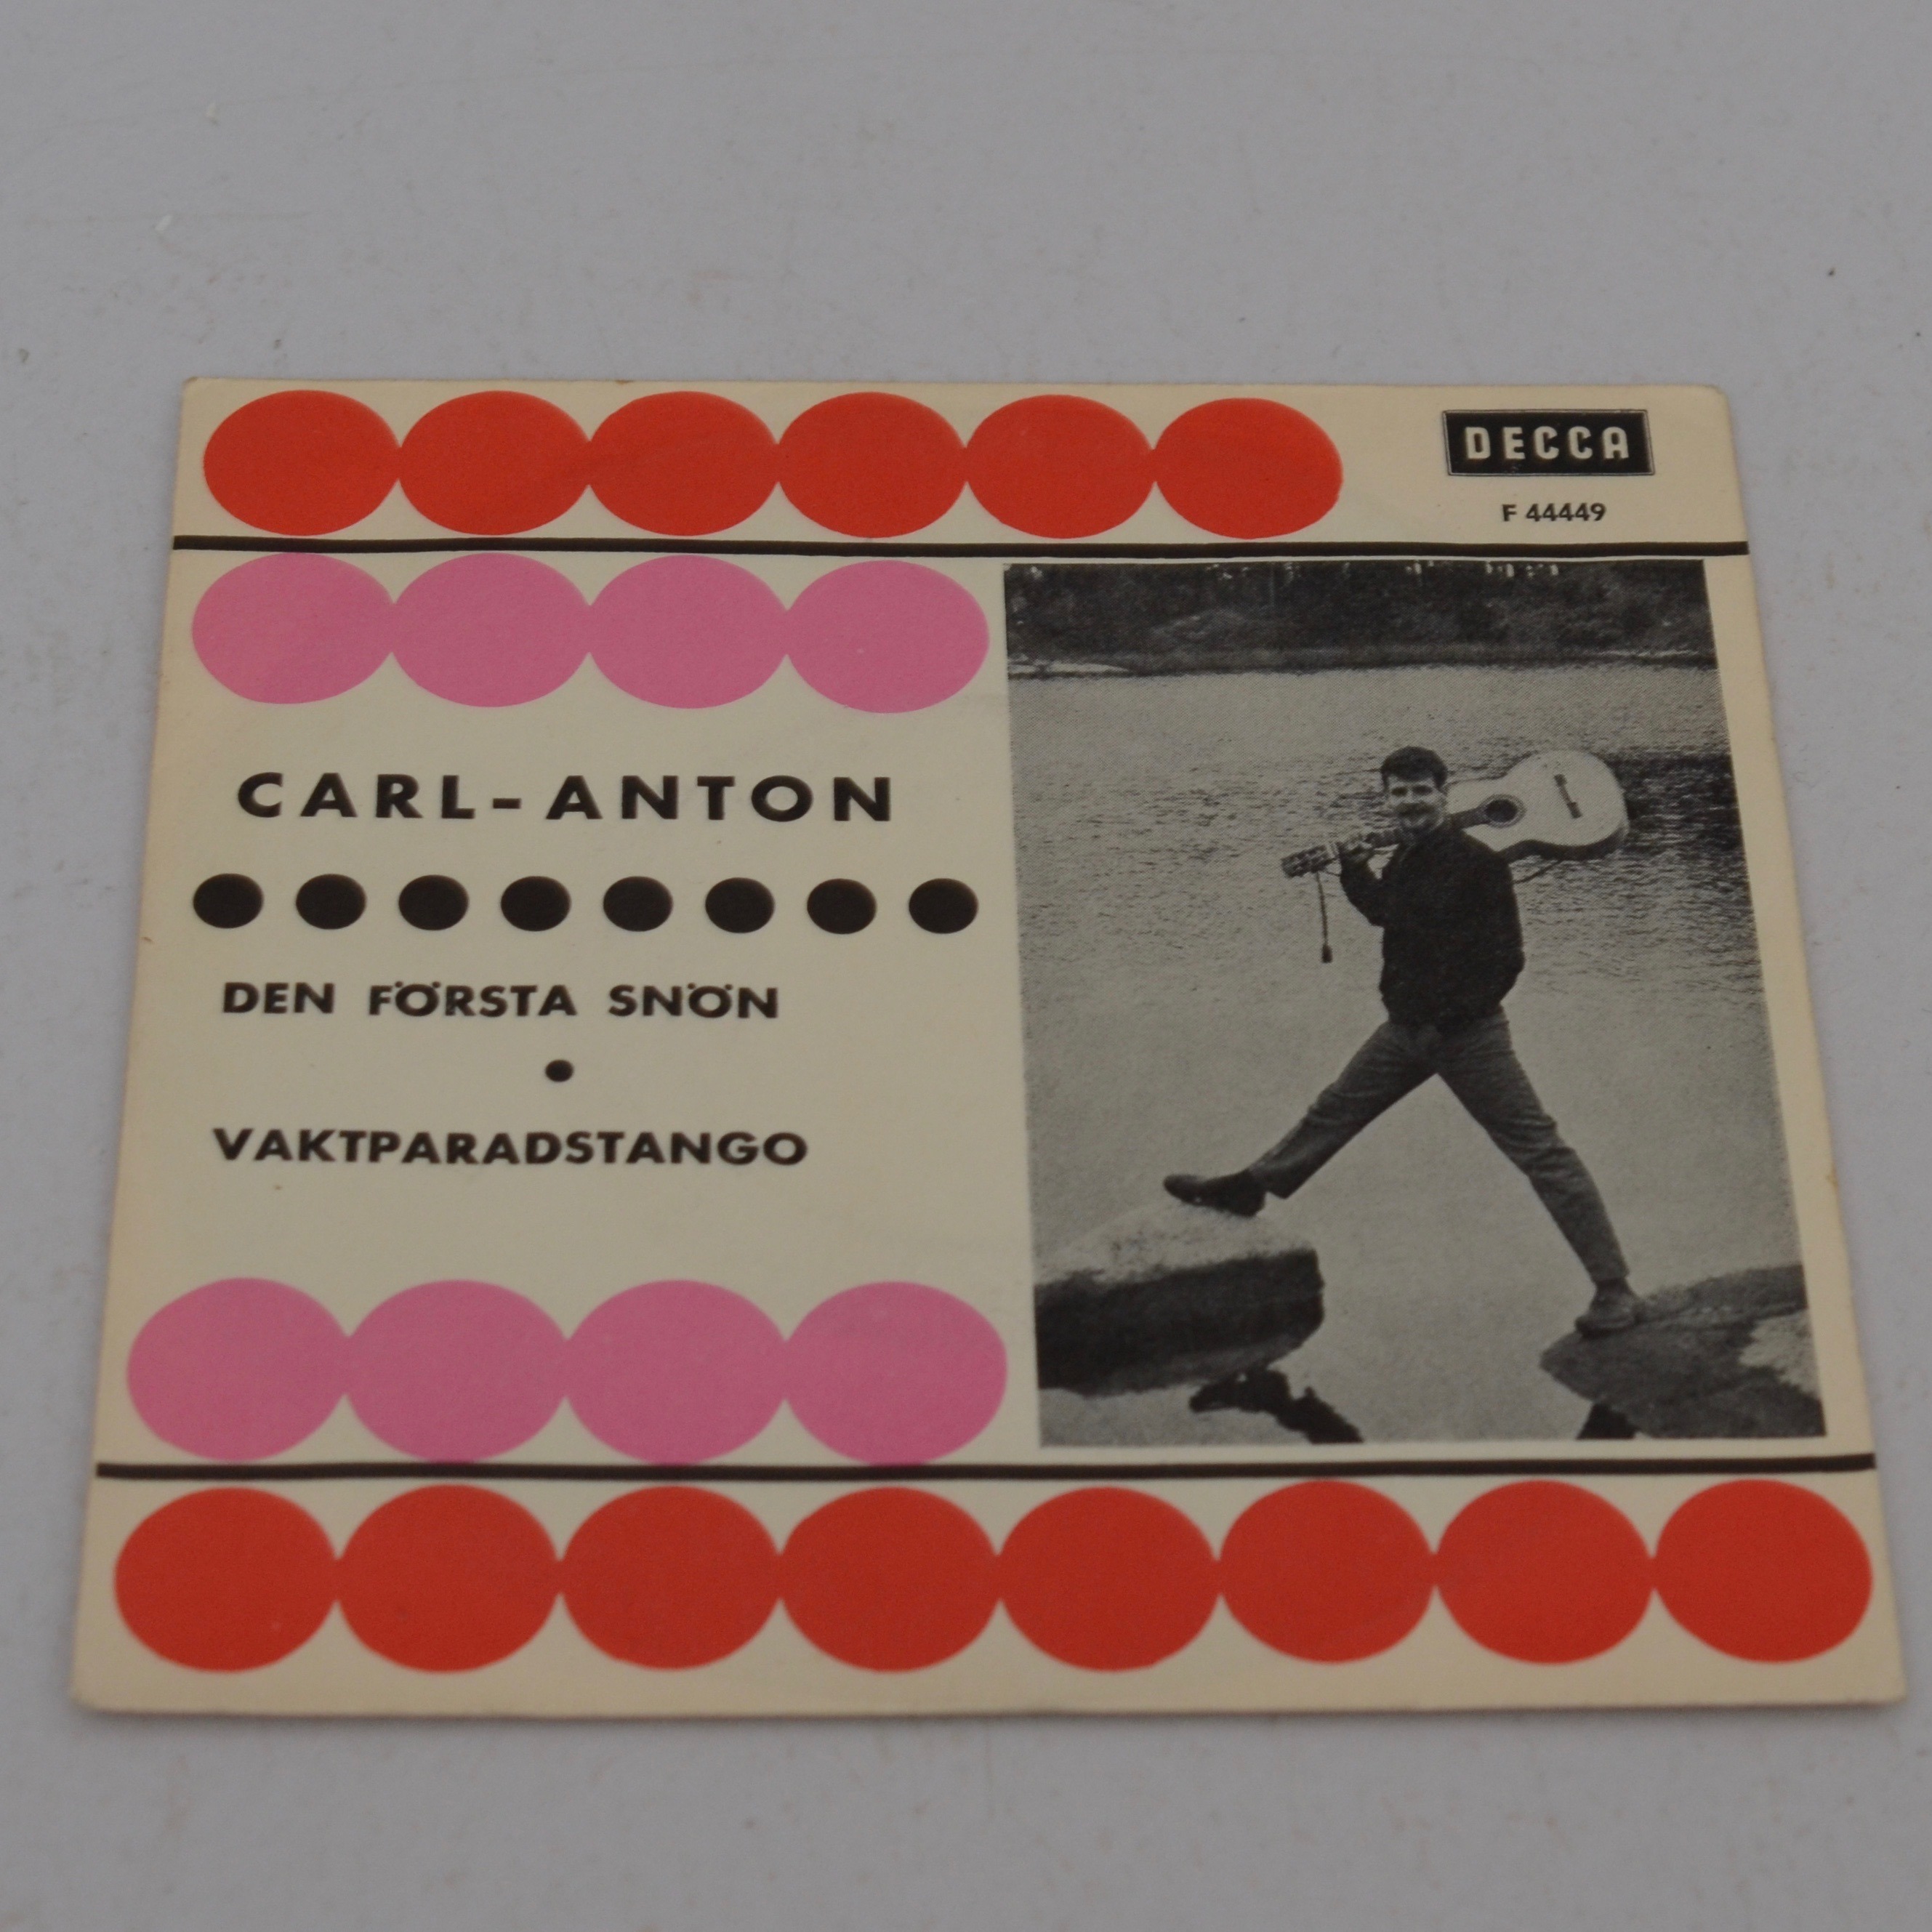 DECCA
F 44449
CARL-ANTON
DEN FÖRSTA SNÖN
VAKTPARADSTANGO